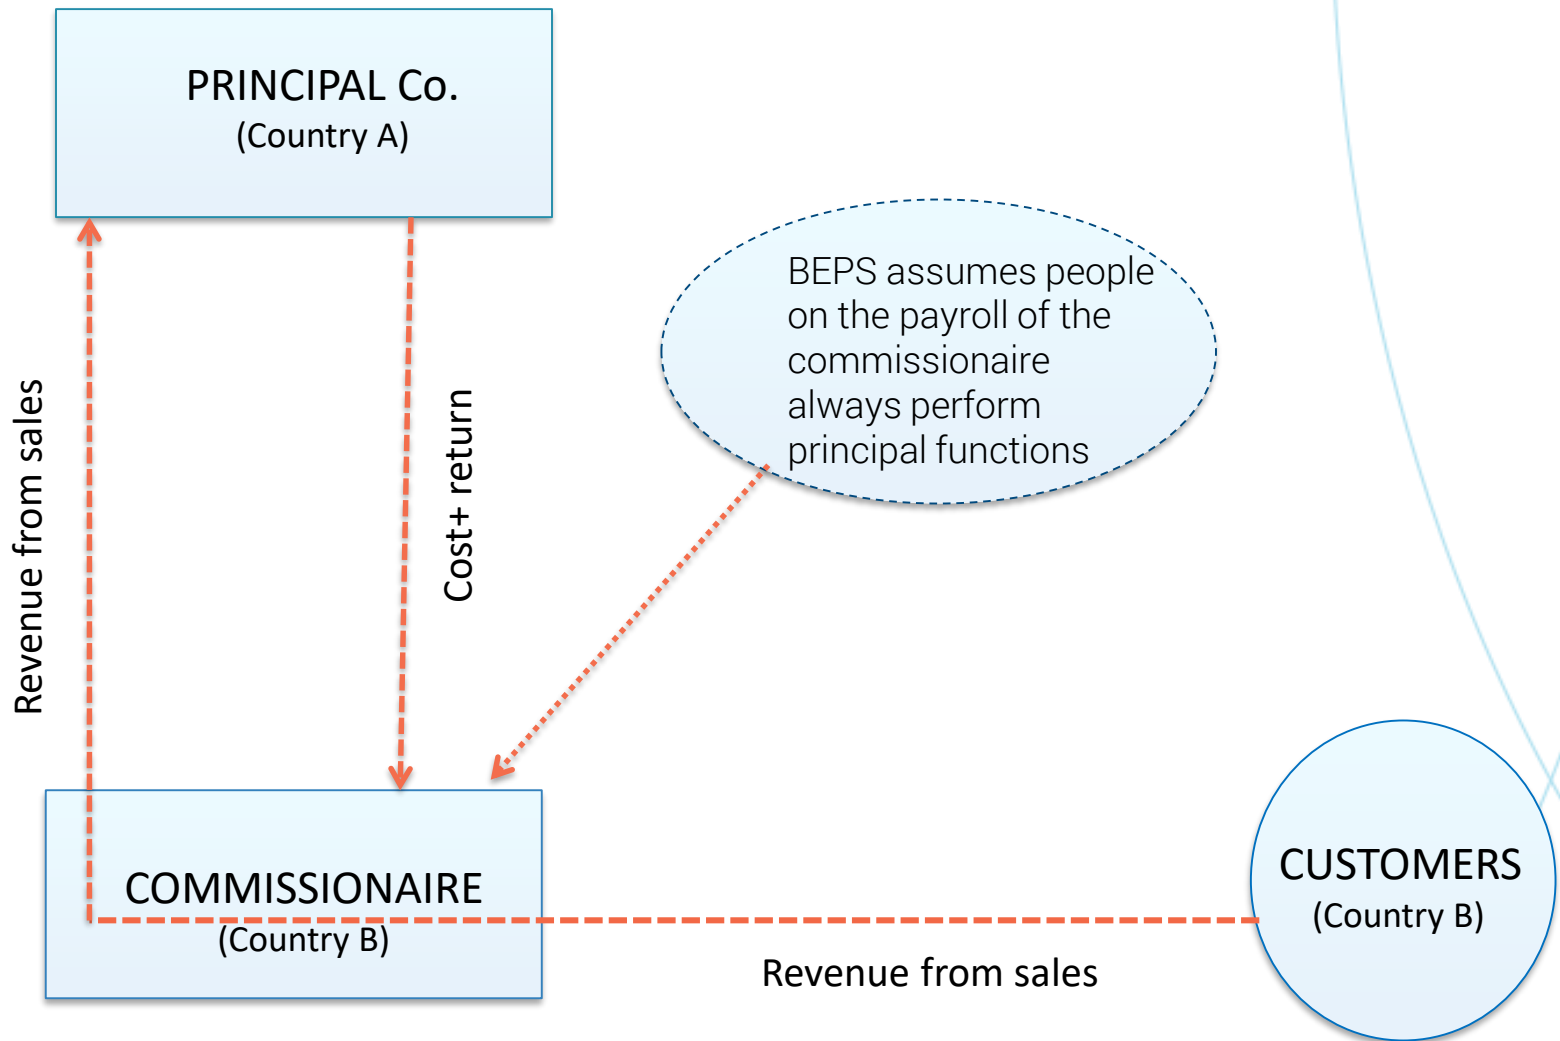 PRINCIPAL Co.
(Country A)
BEPS assumes people
on the payroll of the
commissionaire
always perform
principal functions
Revenue from sales
Cost+ return
COMMISSIONAIRE
(Country B)
CUSTOMERS
(Country B)
Revenue from sales